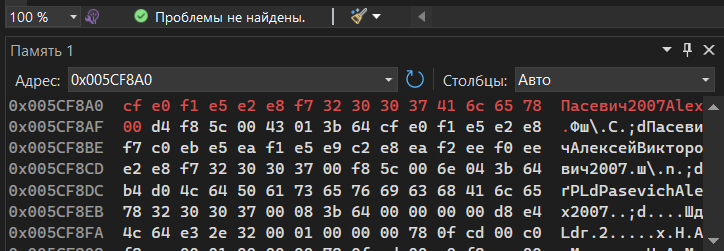 100 %
Проблемы не найдены.
Память 1
Адрес: 0x005CF8A0 Столбцы: Авто
0x005CF8A0 cf e0 f1 e5 e2 e8 f7 32 30 30 37 41 6c 65 78 Пасевич2007Alex
0x005CF8AF 00 d4 f8 5c 00 43 01 3b 64 cf e0 f1 e5 e2 e8 .Фш\.C.;dПасеви
0x005CF8BE f7 c0 eb e5 ea f1 e5 e9 c2 e8 ea f2 ee f0 ee чАлексейВикторо
0x005CF8CD e2 e8 f7 32 30 30 37 00 f8 5c 00 6e 04 3b 64 вич2007.ш\.n.;d
0x005CF8DC b4 d0 4c 64 50 61 73 65 76 69 63 68 41 6c 65 ґРLdPasevichAle
0x005CF8EB 78 32 30 30 37 00 08 3b 64 00 00 00 00 d8 e4 x2007..;d....Шд
0x005CF8FA 4c 64 e3 2e 32 00 01 00 00 00 78 0f cd 00 c0 Ldг.2.....x.Н.А